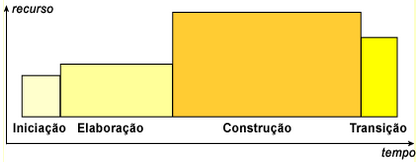 recurso
Iniciação Elaboração Construção Transição
tempo